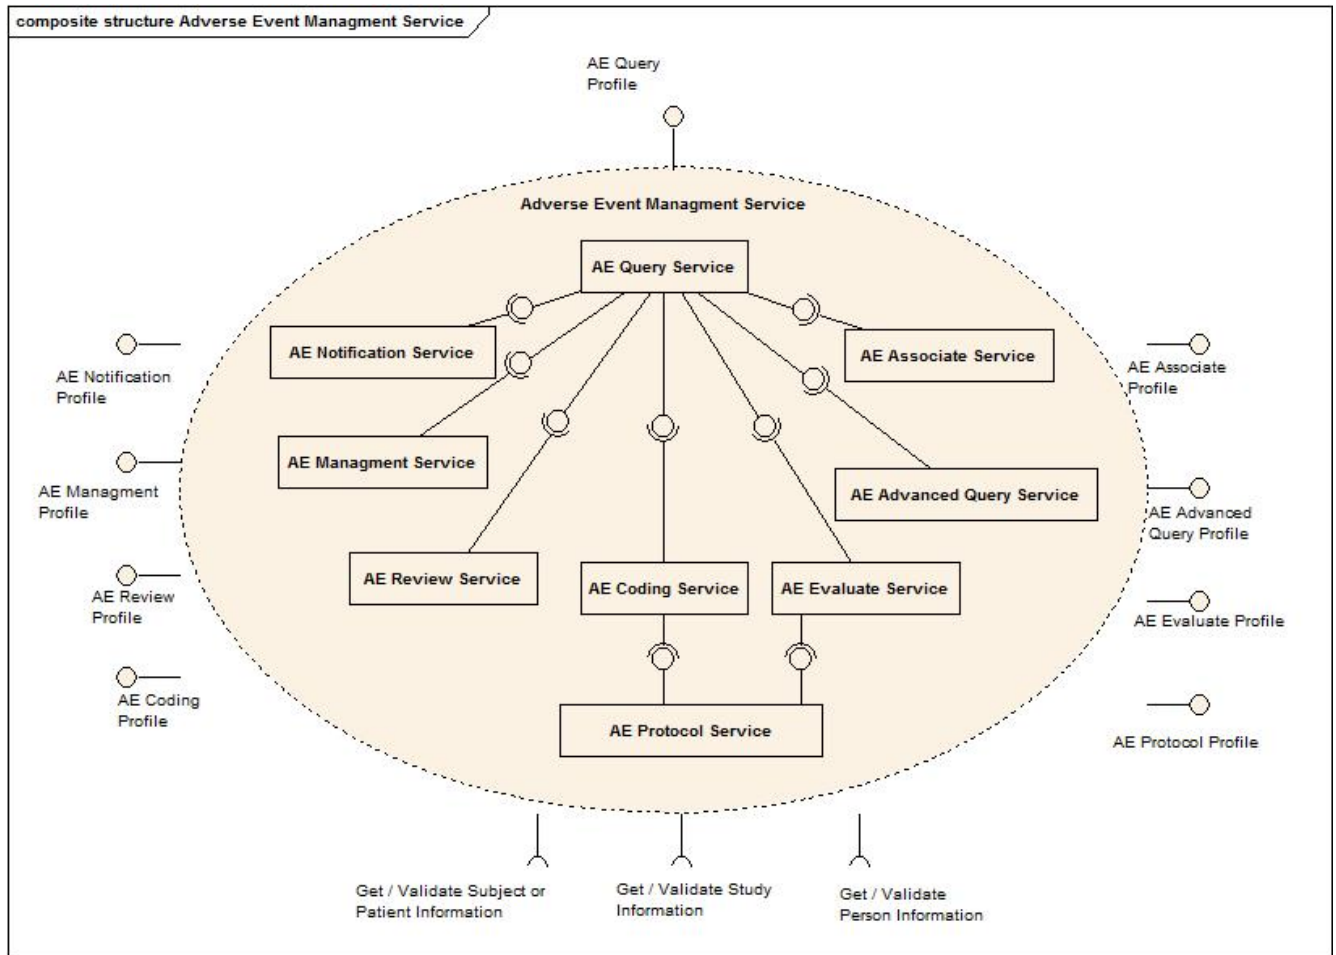 composite structure Adverse Event Managment Service
AE Query
Profile
Adverse Event Managment Service
AE Query Service
AE Notification Service
AE Associate Service
AE Notification
Profile
AE Associate
Profile
AE Managment Service
AE Managment
Profile
AE Advanced Query Service
AE Advanced
Query Profile
AE Review Service
AE Coding Service
AE Evaluate Service
AE Review
Profile
AE Evaluate Profile
AE Coding
Profile
AE Protocol Service
AE Protocol Profile
Get / Validate Subject or
Patient Information
Get / Validate Study
Information
Get / Validate
Person Information